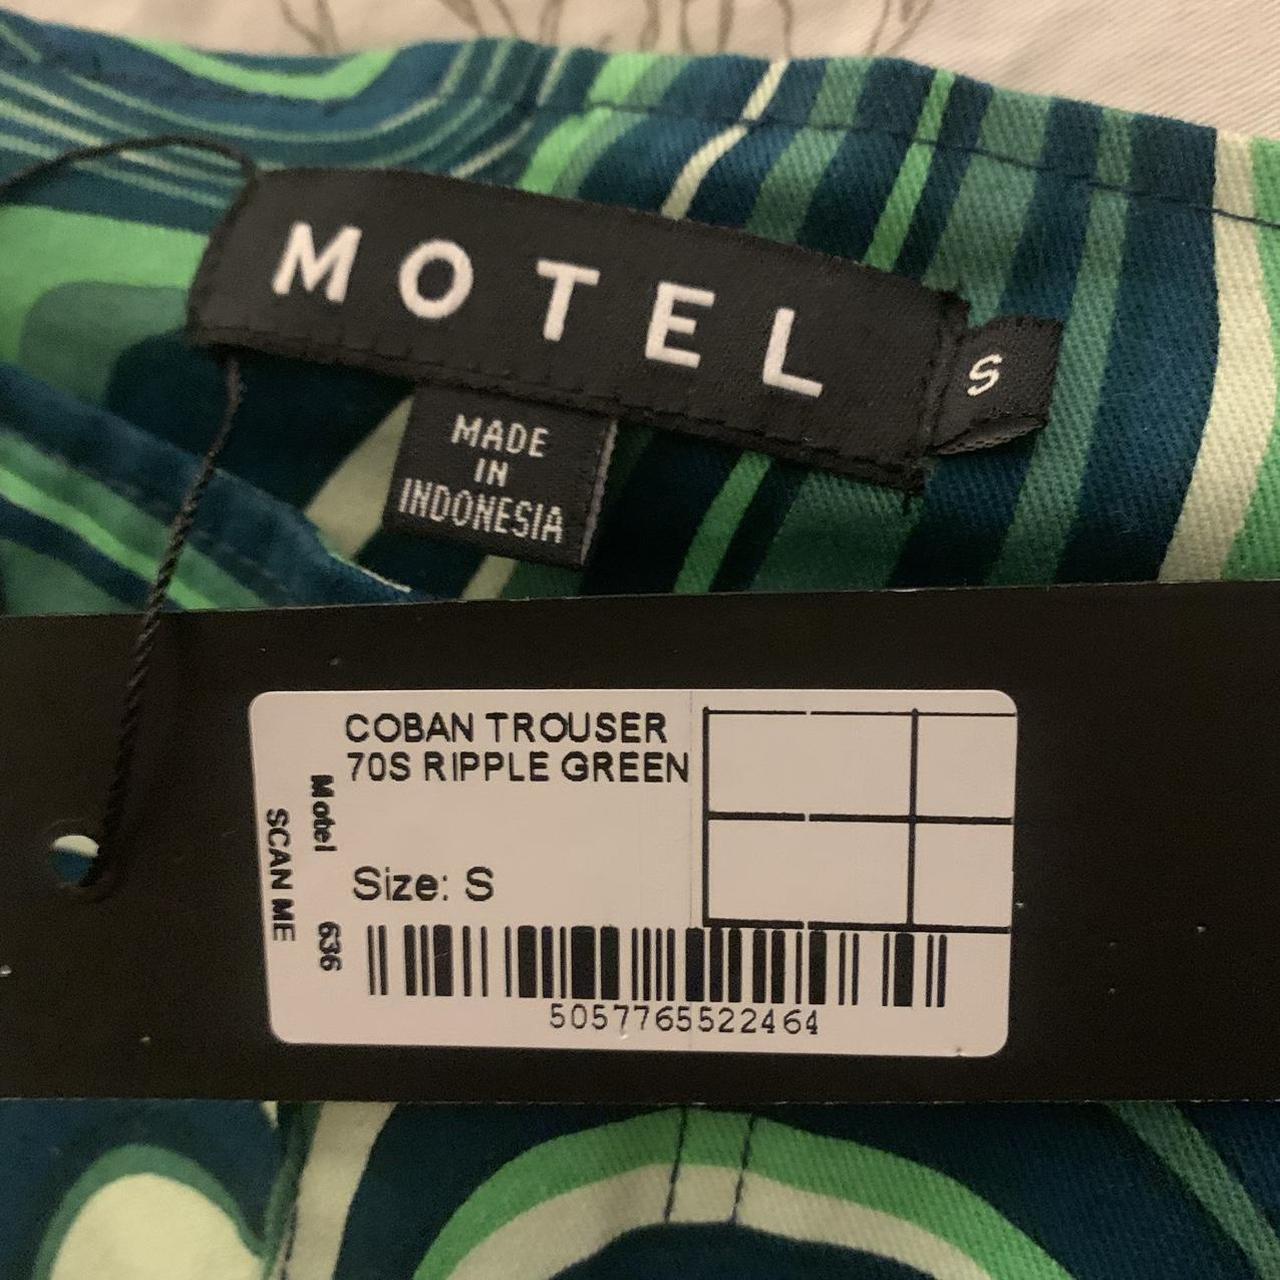 MOTEL
S
MADE
IN
INDONESIA
COBAN TROUSER
70S RIPPLE GREEN
Motel 636
SCAN ME
Size: S
5057765522464